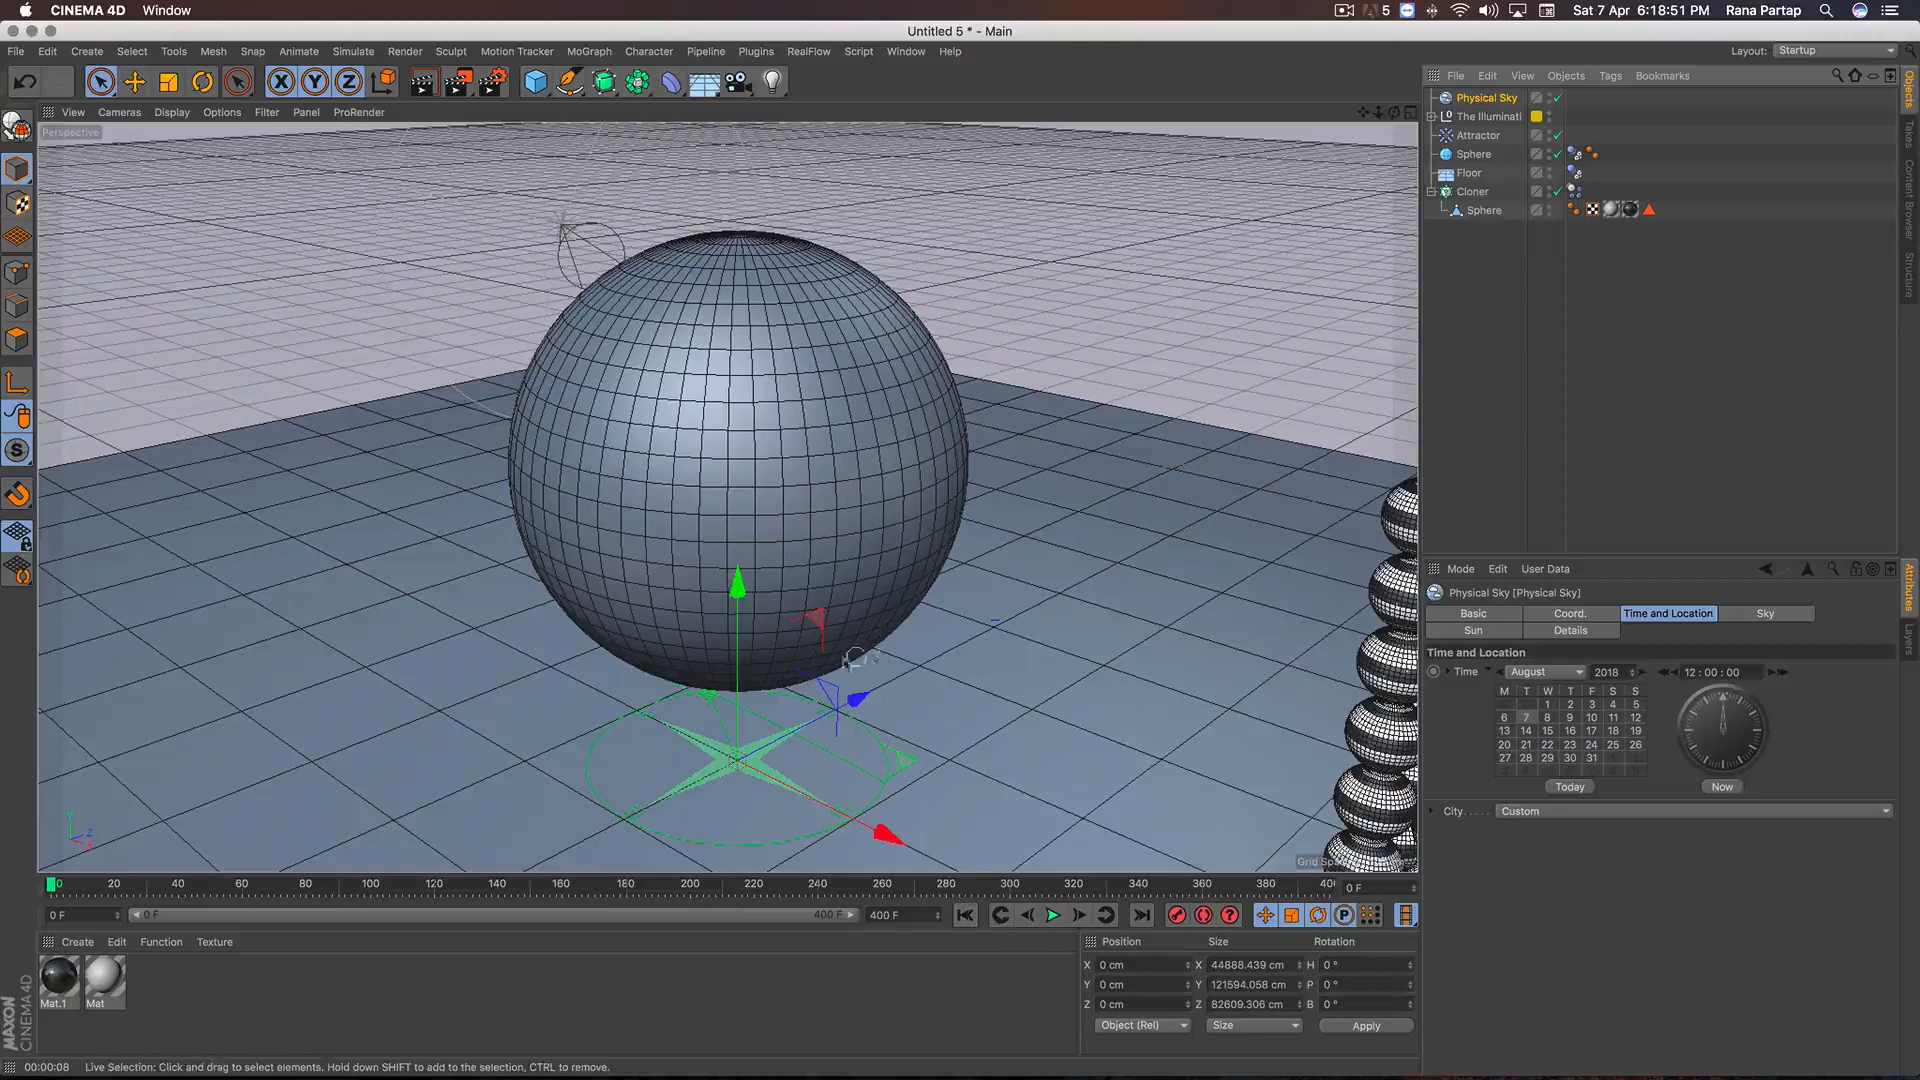 CINEMA 4D Window
5 Sat 7 Apr 6:18:51 PM Rana Partap
Untitled 5 * - Main
File Edit Create Select Tools Mesh Snap Animate Simulate Render Sculpt Motion Tracker MoGraph Character Pipeline Plugins RealFlow Script Window Help
Layout: Startup
X Y Z
File Edit View Objects Tags Bookmarks
View Cameras Display Options Filter Panel ProRender
Perspective
Physical Sky
The Illuminati
Attractor
Sphere
Floor
Cloner
Sphere
Objects
Takes
Content Browser
Structure
Mode Edit User Data
Physical Sky [Physical Sky]
Basic Coord. Time and Location Sky
Sun Details
Time and Location
Time August 2018 12 : 00 : 00
M T W T F S S
1 2 3 4 5
6 7 8 9 10 11 12
13 14 15 16 17 18 19
20 21 22 23 24 25 26
27 28 29 30 31
Today Now
City Custom
Attributes
Layers
Y
Z
X
0 20 40 60 80 100 120 140 160 180 200 220 240 260 280 300 320 340 360 380 0 F
0 F 0 F 400 F 400 F
Create Edit Function Texture
Mat.1 Mat
Position Size Rotation
X 0 cm X 44888.439 cm H 0 °
Y 0 cm Y 121594.058 cm P 0 °
Z 0 cm Z 82609.306 cm B 0 °
Object (Rel) Size Apply
MAXON
CINEMA 4D
00:00:08 Live Selection: Click and drag to select elements. Hold down SHIFT to add to the selection, CTRL to remove.